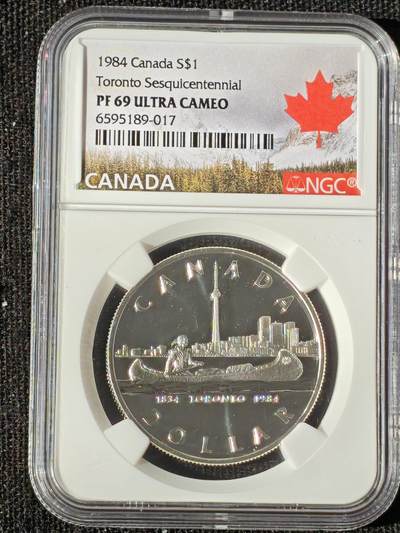 1984 Canada S$1
Toronto Sesquicentennial
PF 69 ULTRA CAMEO
6595189-017
CANADA
NGC®
CANADA
1834 TORONTO 1984
DOLLAR